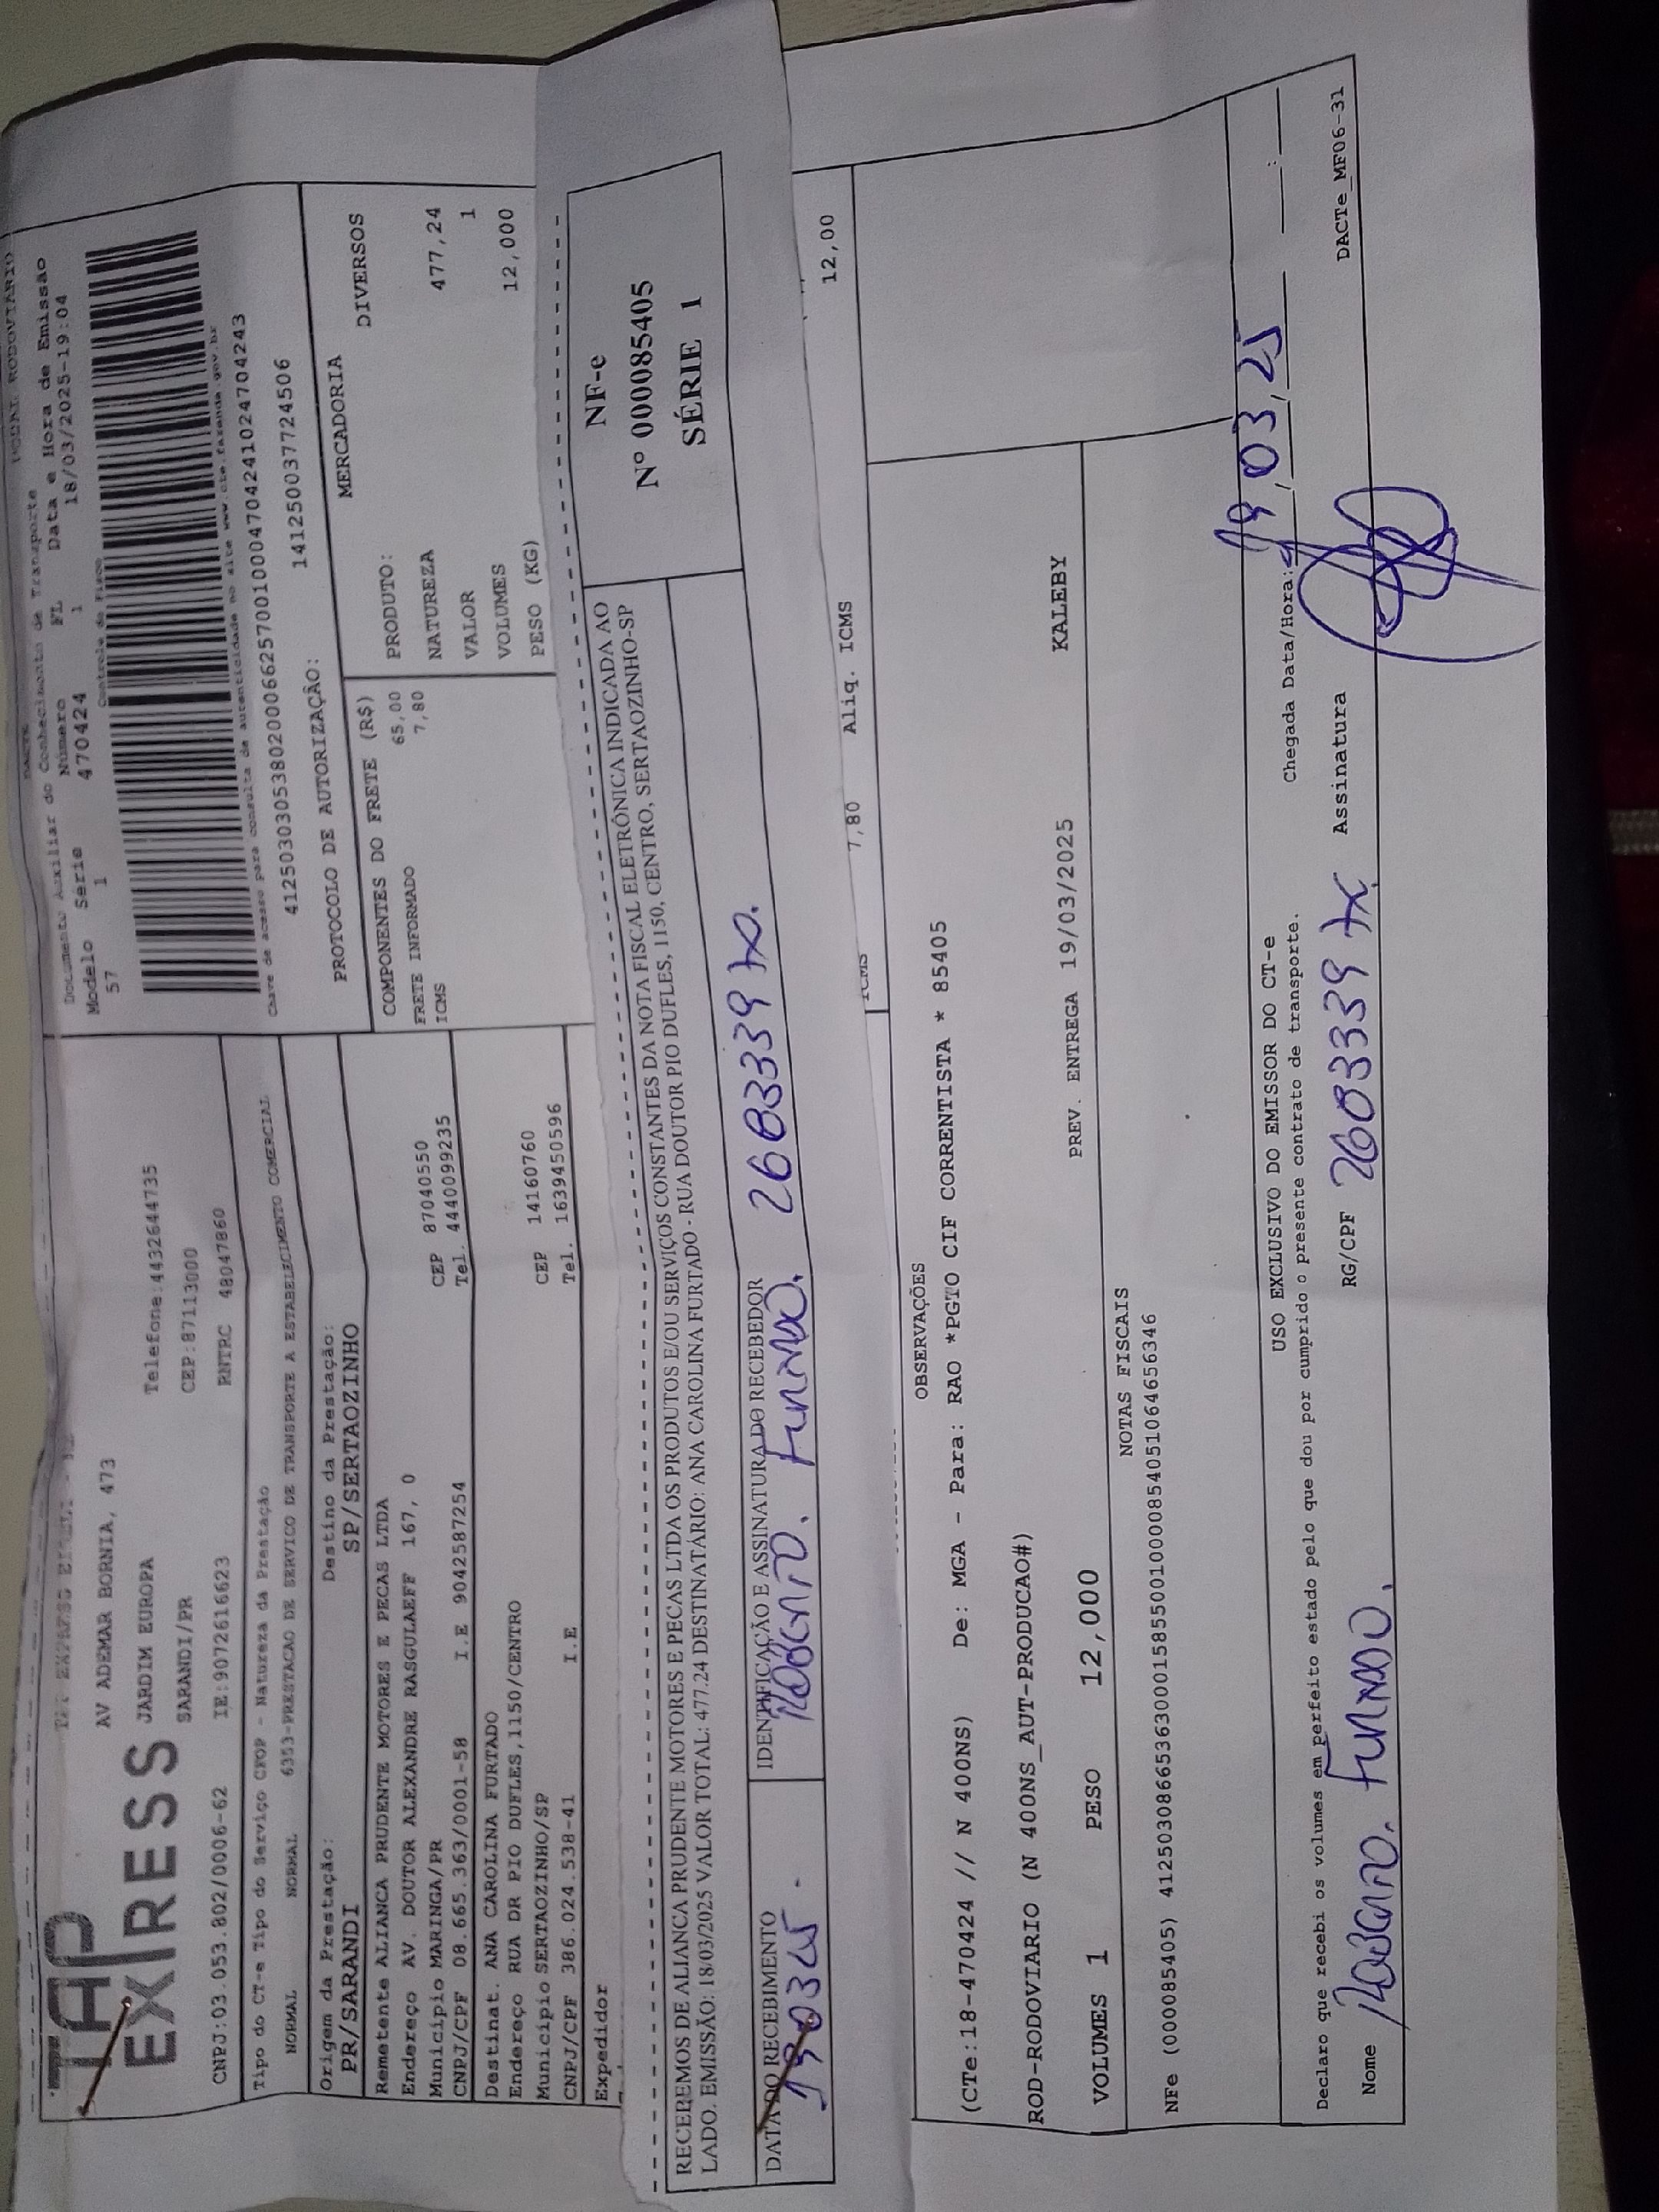 DACTE
Documento Auxiliar do Conhecimento de Transporte
Modelo Série Número FL Data e Hora de Emissão
57 1 470424 1 18/03/2025-19:04
Controle do Fisco
TAP
EXPRESS
AV ADEMAR BORNIA, 473
JARDIM EUROPA Telefone:4432644735
SARANDI/PR CEP:87113000
CNPJ:03.053.802/0006-62 IE:9072616623 RNTRC 48047860
Chave de acesso para consulta de autenticidade no site www.cte.fazenda.gov.br
41250303053802000662570010004704241024704243
PROTOCOLO DE AUTORIZAÇÃO: 141250037724506
Tipo do CT-e Tipo do Serviço CFOP - Natureza da Prestação
NORMAL NORMAL 6353-PRESTACAO DE SERVICO DE TRANSPORTE A ESTABELECIMENTO COMERCIAL
Origem da Prestação: Destino da Prestação:
PR/SARANDI SP/SERTAOZINHO
Remetente ALIANCA PRUDENTE MOTORES E PECAS LTDA
Endereço AV. DOUTOR ALEXANDRE RASGULAEFF 167, 0
Município MARINGA/PR CEP 87040550
CNPJ/CPF 08.665.363/0001-58 I.E 9042587254 Tel. 4440099235
Destinat. ANA CAROLINA FURTADO
Endereço RUA DR PIO DUFLES,1150/CENTRO
Município SERTAOZINHO/SP CEP 14160760
CNPJ/CPF 386.024.538-41 I.E Tel. 1639450596
Expedidor
COMPONENTES DO FRETE (R$)
FRETE INFORMADO 65,00
ICMS 7,80
MERCADORIA
PRODUTO: DIVERSOS
NATUREZA
VALOR 477,24
VOLUMES 1
PESO (KG) 12,000
RECEBEMOS DE ALIANCA PRUDENTE MOTORES E PECAS LTDA OS PRODUTOS E/OU SERVIÇOS CONSTANTES DA NOTA FISCAL ELETRÔNICA INDICADA AO
LADO. EMISSÃO: 18/03/2025 VALOR TOTAL: 477.24 DESTINATÁRIO: ANA CAROLINA FURTADO - RUA DOUTOR PIO DUFLES, 1150, CENTRO, SERTAOZINHO-SP
NF-e
Nº 000085405
SÉRIE 1
DATA DO RECEBIMENTO IDENTIFICAÇÃO E ASSINATURA DO RECEBEDOR
ICMS 7,80 Aliq. ICMS 12,00
OBSERVAÇÕES
(CTe:18-470424 // N 400NS) De: MGA - Para: RAO *PGTO CIF CORRENTISTA * 85405
ROD-RODOVIARIO (N 400NS_AUT-PRODUCAO#)
VOLUMES 1 PESO 12,000 PREV. ENTREGA 19/03/2025 KALEBY
NOTAS FISCAIS
NFe (000085405) 41250308665363000158550010000854051064656346
USO EXCLUSIVO DO EMISSOR DO CT-e
Declaro que recebi os volumes em perfeito estado pelo que dou por cumprido o presente contrato de transporte.
Chegada Data/Hora: 19,03,25
Nome RG/CPF Assinatura
DACTe_MF06-31